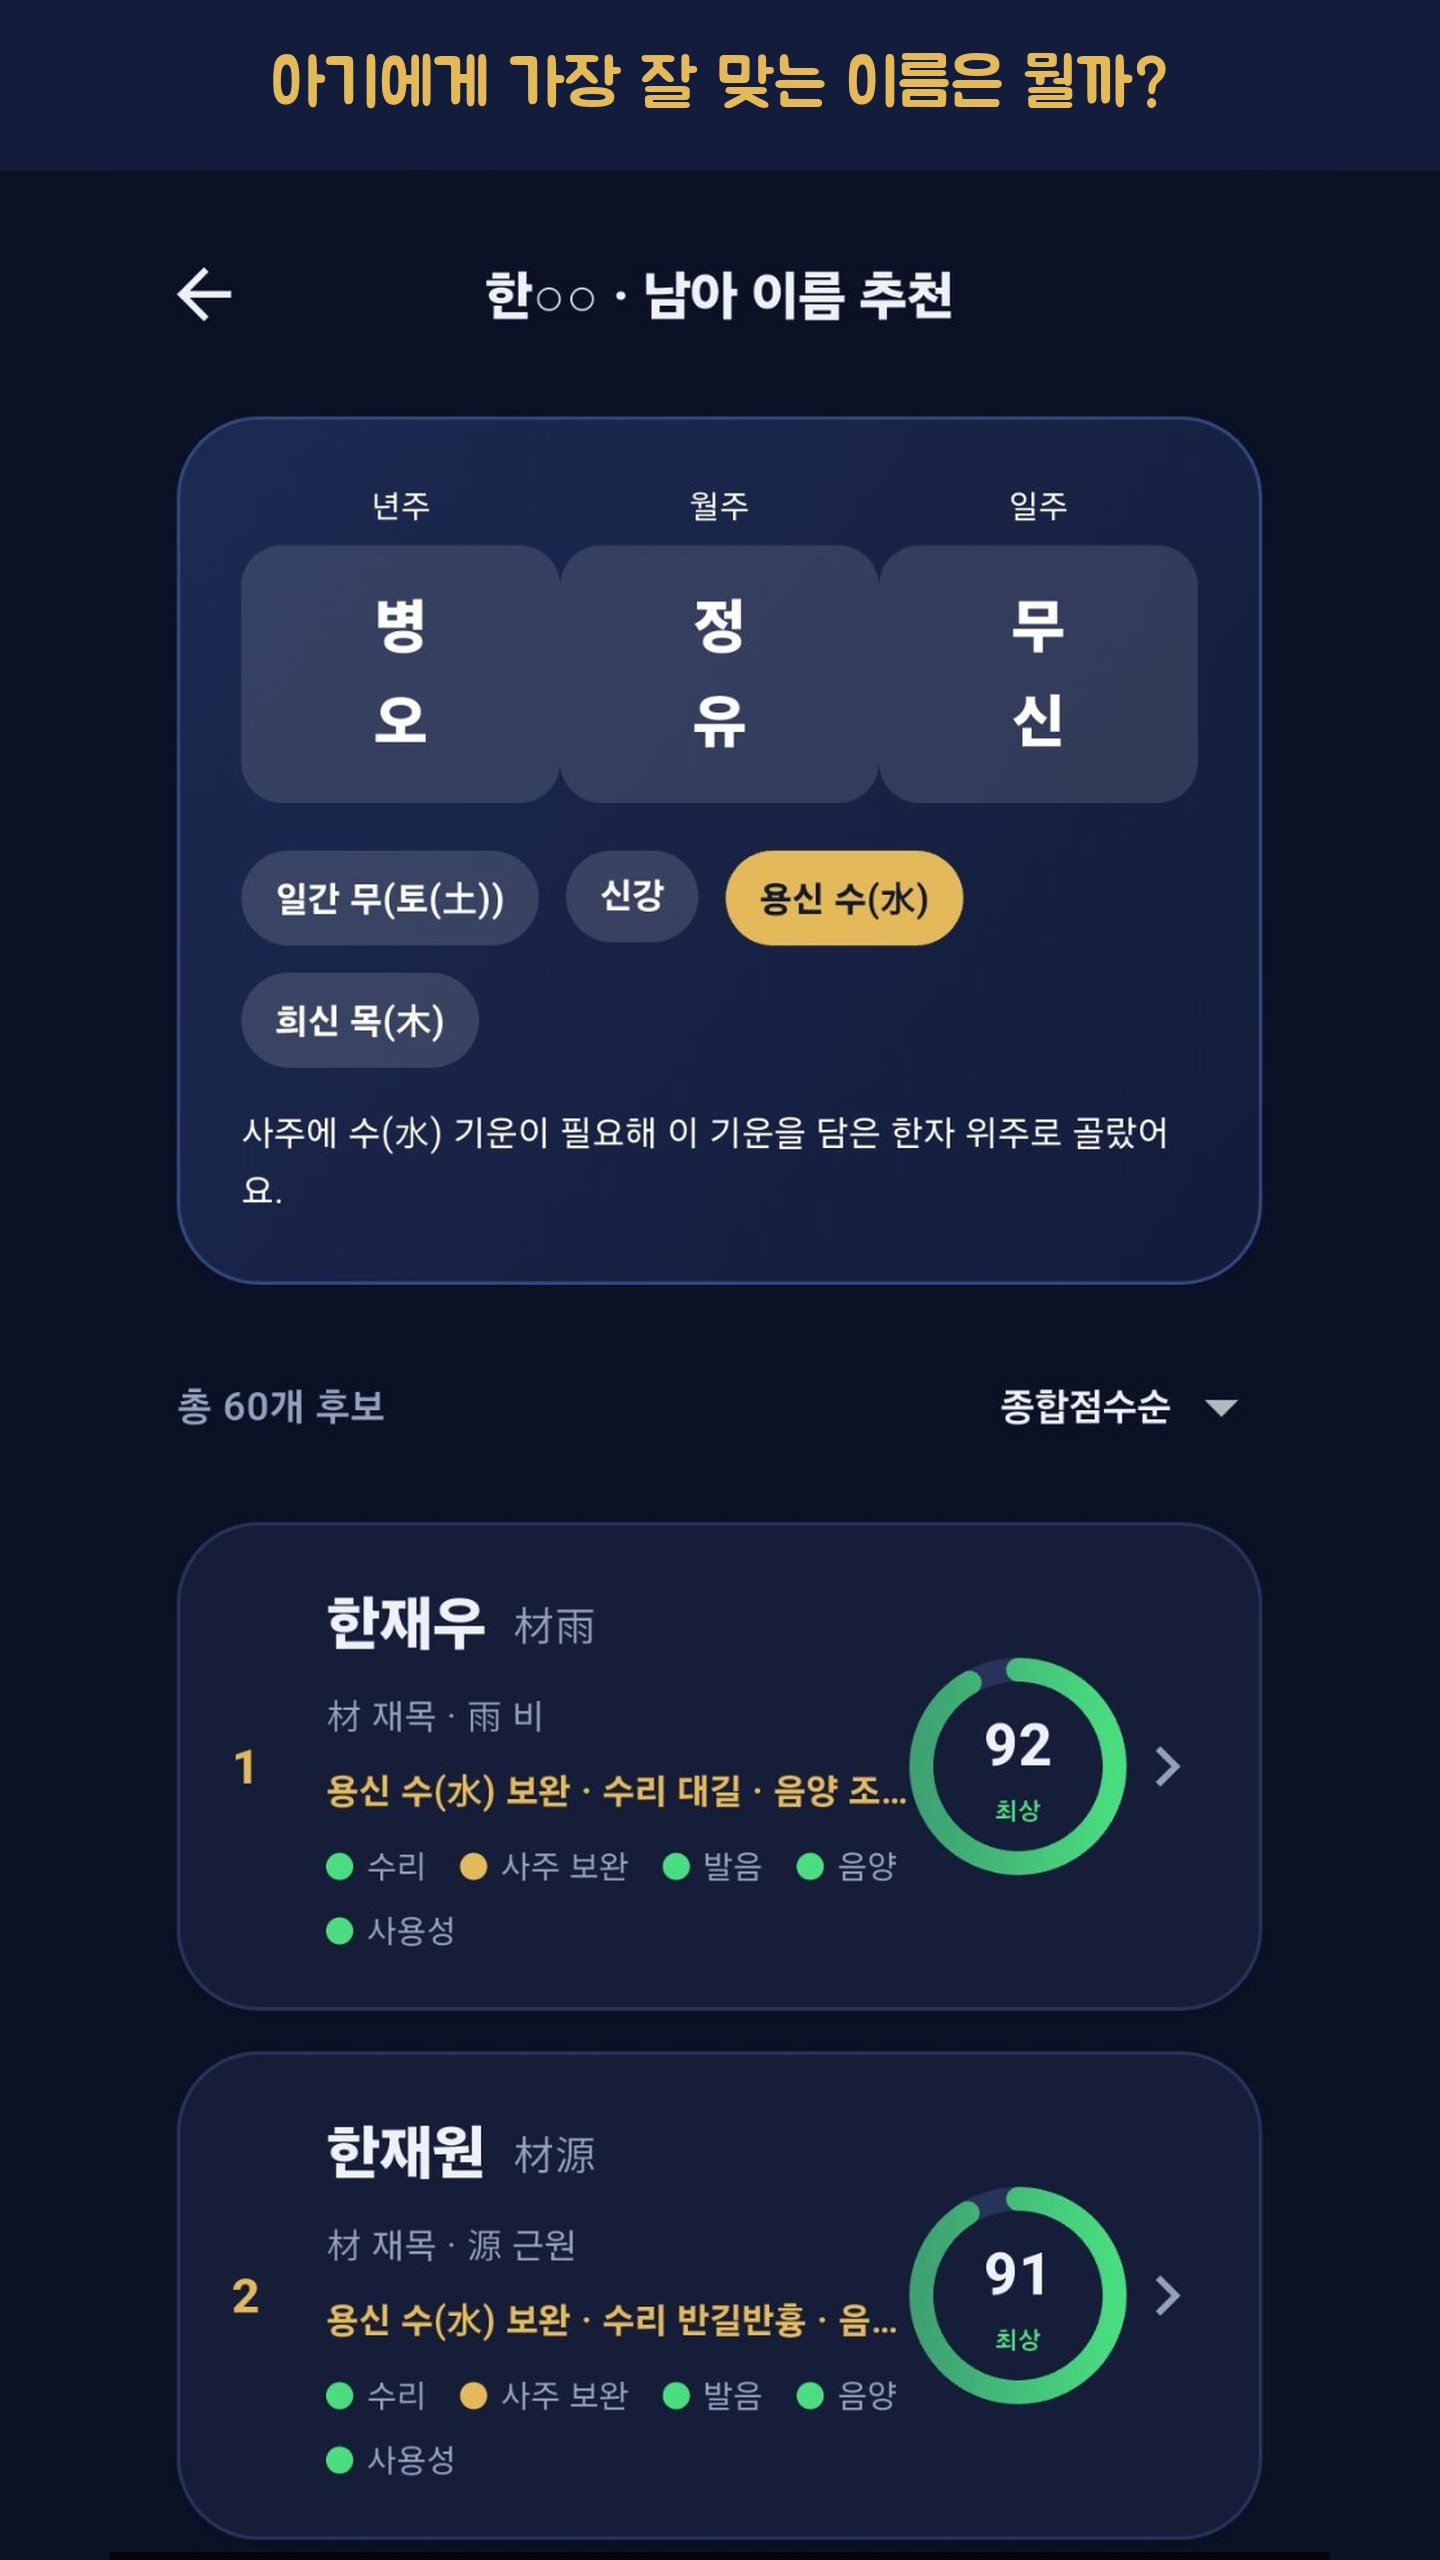 아기에게 가장 잘 맞는 이름은 뭘까?
한○○ · 남아 이름 추천
년주 월주 일주
병 정 무
오 유 신
일간 무(토(土)) 신강 용신 수(水)
희신 목(木)
사주에 수(水) 기운이 필요해 이 기운을 담은 한자 위주로 골랐어
요.
총 60개 후보 종합점수순
한재우 材雨
材 재목 · 雨 비
1
용신 수(水) 보완 · 수리 대길 · 음양 조...
92
최상
수리 사주 보완 발음 음양
사용성
한재원 材源
材 재목 · 源 근원
2
용신 수(水) 보완 · 수리 반길반흉 · 음...
91
최상
수리 사주 보완 발음 음양
사용성